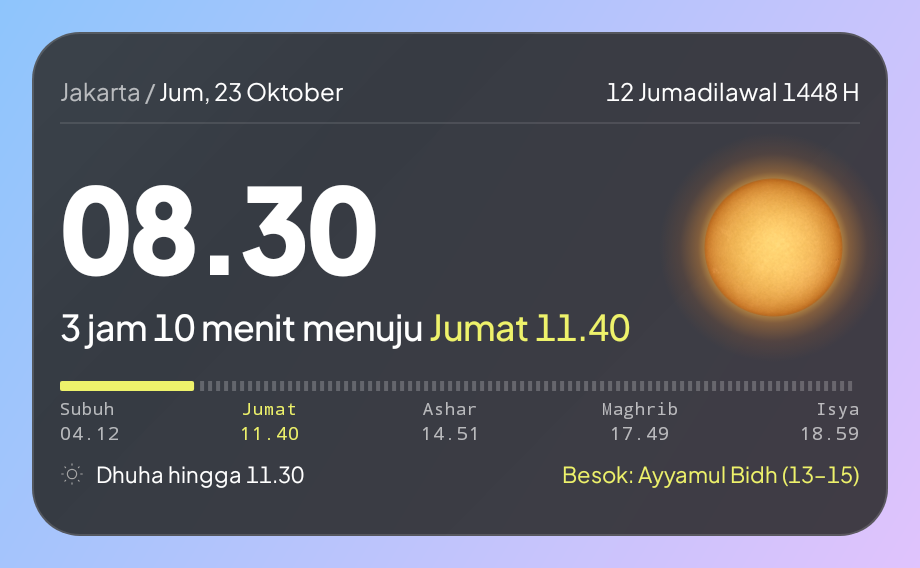 Jakarta / Jum, 23 Oktober
12 Jumadilawal 1448 H
08.30
3 jam 10 menit menuju Jumat 11.40
Subuh Jumat Ashar Maghrib Isya
04.12 11.40 14.51 17.49 18.59
Dhuha hingga 11.30
Besok: Ayyamul Bidh (13–15)